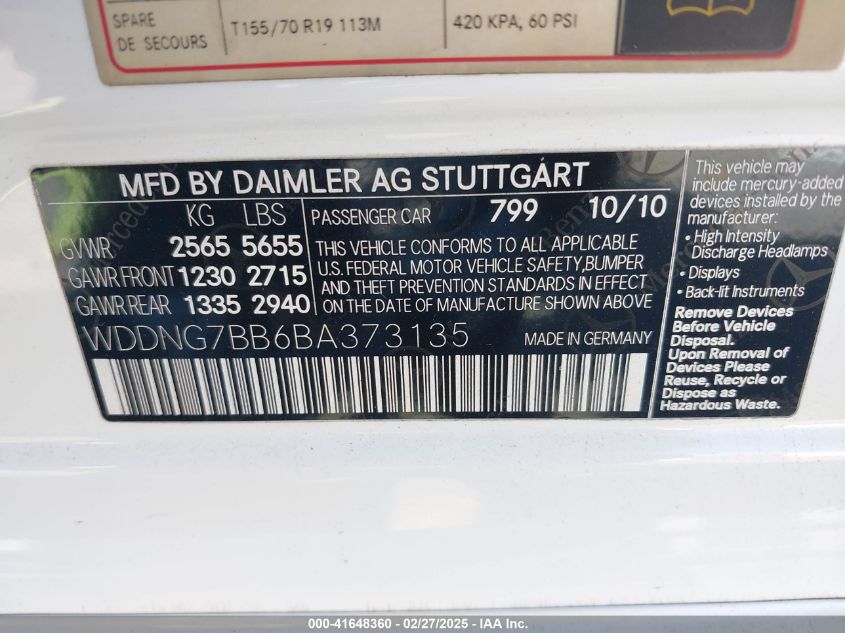 SPARE
DE SECOURS
T155/70 R19 113M
420 KPA, 60 PSI
MFD BY DAIMLER AG STUTTGART
KG LBS
GVWR 2565 5655
GAWR FRONT 1230 2715
GAWR REAR 1335 2940
PASSENGER CAR 799 10/10
THIS VEHICLE CONFORMS TO ALL APPLICABLE
U.S. FEDERAL MOTOR VEHICLE SAFETY,BUMPER
AND THEFT PREVENTION STANDARDS IN EFFECT
ON THE DATE OF MANUFACTURE SHOWN ABOVE
WDDNG7BB6BA373135
MADE IN GERMANY
This vehicle may
include mercury-added
devices installed by the
manufacturer:
• High Intensity
Discharge Headlamps
• Displays
• Back-lit Instruments
Remove Devices
Before Vehicle
Disposal.
Upon Removal of
Devices Please
Reuse, Recycle or
Dispose as
Hazardous Waste.
000-41648360 - 02/27/2025 - IAA Inc.